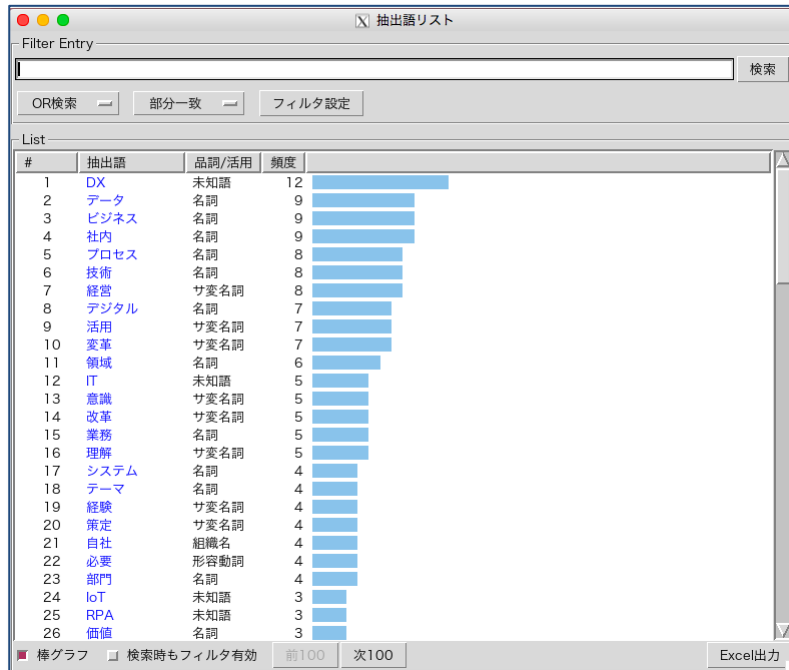 抽出語リスト
Filter Entry
検索
OR検索 部分一致 フィルタ設定
List
# 抽出語 品詞/活用 頻度
1 DX 未知語 12
2 データ 名詞 9
3 ビジネス 名詞 9
4 社内 名詞 9
5 プロセス 名詞 8
6 技術 名詞 8
7 経営 サ変名詞 8
8 デジタル 名詞 7
9 活用 サ変名詞 7
10 変革 サ変名詞 7
11 領域 名詞 6
12 IT 未知語 5
13 意識 サ変名詞 5
14 改革 サ変名詞 5
15 業務 名詞 5
16 理解 サ変名詞 5
17 システム 名詞 4
18 テーマ 名詞 4
19 経験 サ変名詞 4
20 策定 サ変名詞 4
21 自社 組織名 4
22 必要 形容動詞 4
23 部門 名詞 4
24 IoT 未知語 3
25 RPA 未知語 3
26 価値 名詞 3
棒グラフ 検索時もフィルタ有効 前100 次100 Excel出力